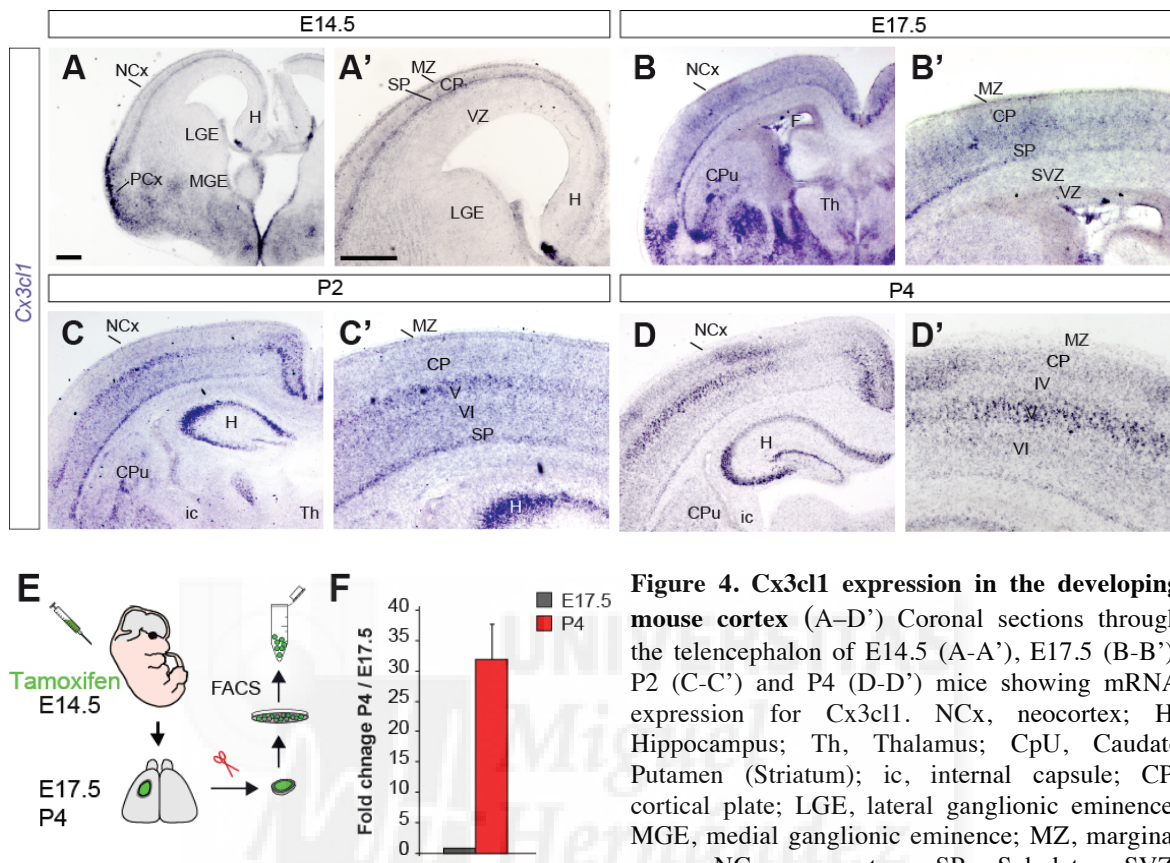 E14.5
E17.5
Cx3cl1
A
NCx
LGE
H
MGE
PCx
A’
MZ
SP
CP
VZ
LGE
H
B
NCx
F
CPu
Th
B’
MZ
CP
SP
SVZ
VZ
P2
P4
C
NCx
H
CPu
ic
Th
C’
MZ
CP
V
VI
SP
H
D
NCx
H
CPu
ic
D’
MZ
CP
IV
V
VI
E
Tamoxifen
E14.5
FACS
E17.5
P4
F
E17.5
P4
Fold chnage P4 / E17.5
40
35
30
25
20
15
10
5
0
UNIVERSITAS
Miguel
Figure 4. Cx3cl1 expression in the developing
mouse cortex (A–D’) Coronal sections through
the telencephalon of E14.5 (A-A’), E17.5 (B-B’)
P2 (C-C’) and P4 (D-D’) mice showing mRNA
expression for Cx3cl1. NCx, neocortex; H
Hippocampus; Th, Thalamus; CpU, Caudat
Putamen (Striatum); ic, internal capsule; CP
cortical plate; LGE, lateral ganglionic eminence
MGE, medial ganglionic eminence; MZ, margina